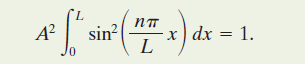 A² ∫₀ᴸ sin² (nπ/L x) dx = 1.